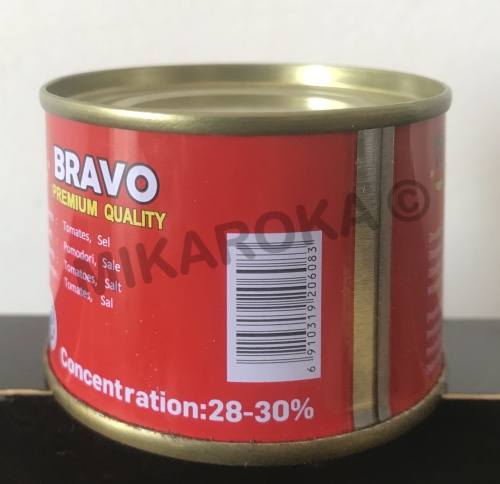 BRAVO
PREMIUM QUALITY
: Tomates, Sel
: Pomodori, Sale
: Tomatoes, Salt
: Tomates, Sal
6 910319 206083
Concentration:28-30%
IKAROKA ©